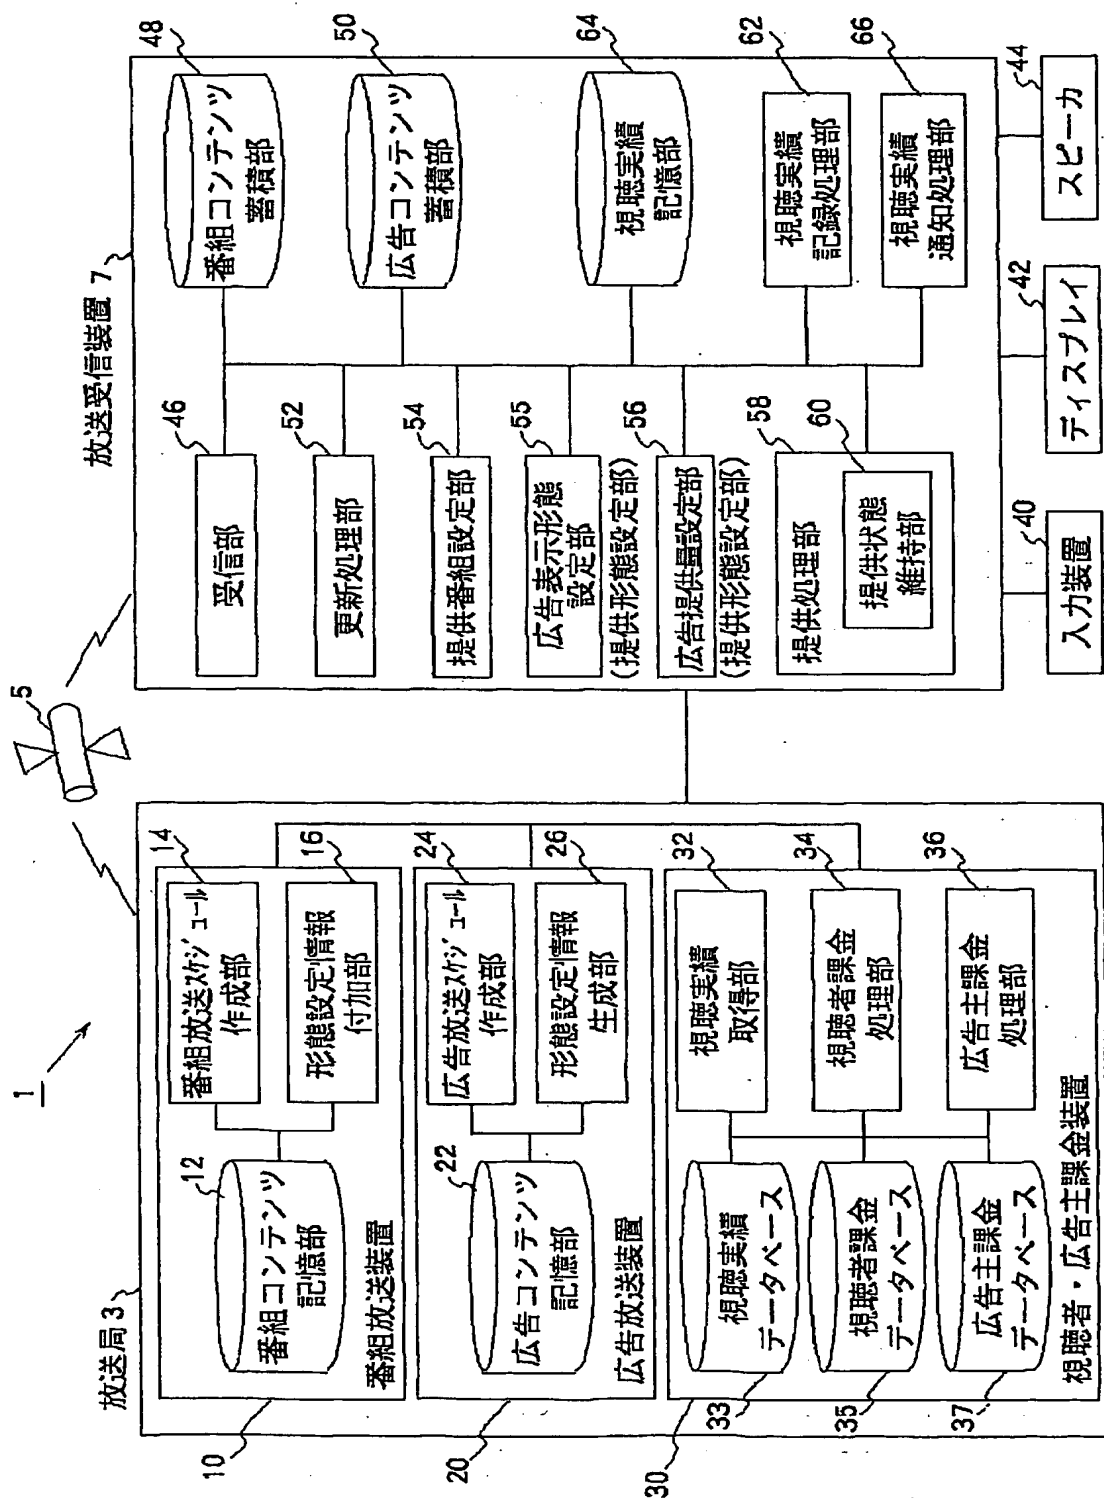 1
5
放送局 3
10
12
番組コンテンツ
記憶部
14
番組放送スケジュール
作成部
16
形態設定情報
付加部
番組放送装置
20
22
広告コンテンツ
記憶部
24
広告放送スケジュール
作成部
26
形態設定情報
生成部
広告放送装置
30
32
視聴実績
取得部
33
視聴実績
データベース
34
視聴者課金
処理部
35
視聴者課金
データベース
36
広告主課金
処理部
37
広告主課金
データベース
視聴者・広告主課金装置
放送受信装置 7
46
受信部
52
更新処理部
54
提供番組設定部
55
広告表示形態
設定部
(提供形態設定部)
56
広告提供量設定部
(提供形態設定部)
58
提供処理部
60
提供状態
維持部
48
番組コンテンツ
蓄積部
50
広告コンテンツ
蓄積部
64
視聴実績
記憶部
62
視聴実績
記録処理部
66
視聴実績
通知処理部
40
入力装置
42
ディスプレイ
44
スピーカ